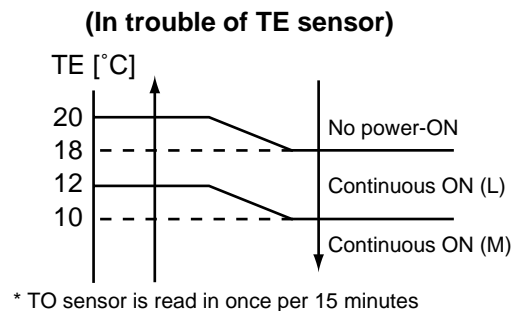 (In trouble of TE sensor)
TE [˚C]
20
No power-ON
18
Continuous ON (L)
12
10
Continuous ON (M)
* TO sensor is read in once per 15 minutes